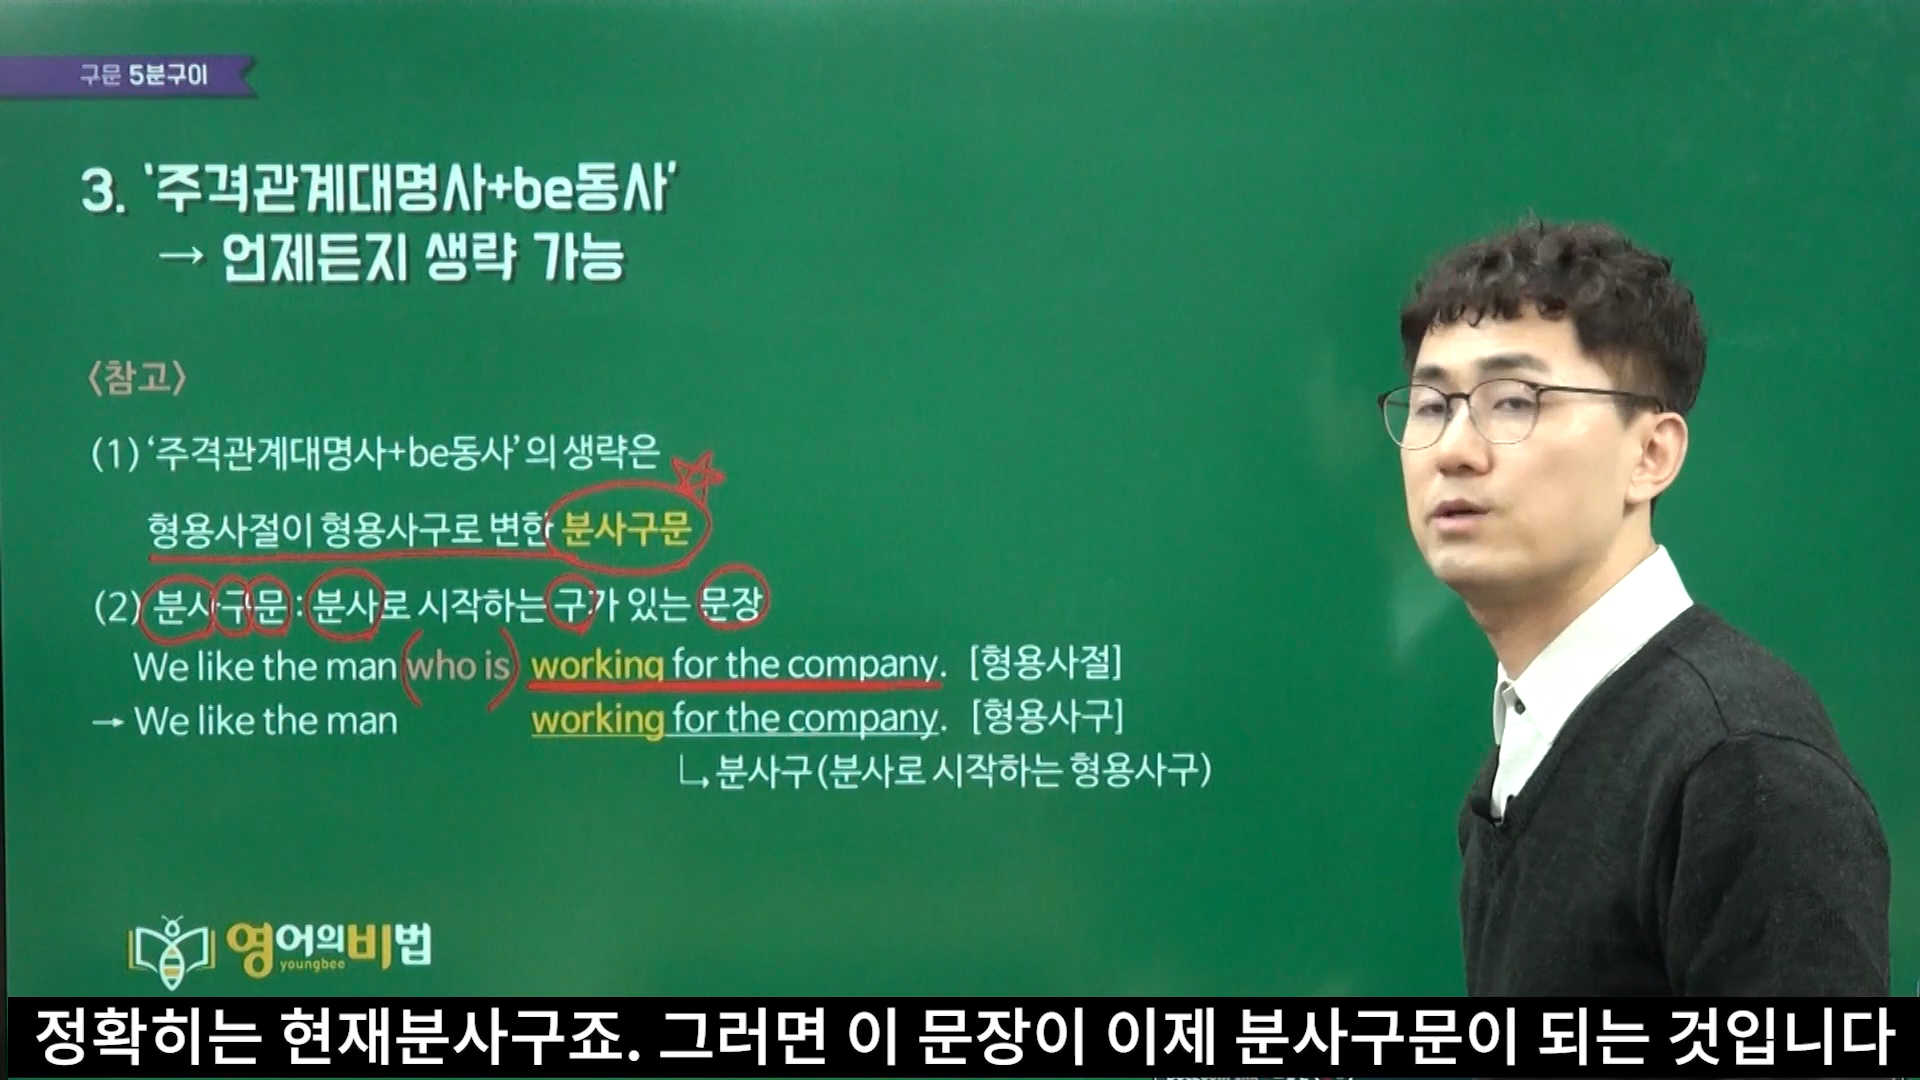 구문 5분구이
3. ‘주격관계대명사+be동사’
→ 언제든지 생략 가능
〈참고〉
(1) ‘주격관계대명사+be동사’의 생략은
형용사절이 형용사구로 변한 분사구문
(2) 분사구문 : 분사로 시작하는 구가 있는 문장
We like the man (who is) working for the company. [형용사절]
→ We like the man working for the company. [형용사구]
↳ 분사구(분사로 시작하는 형용사구)
영어의비법
youngbee
정확히는 현재분사구죠. 그러면 이 문장이 이제 분사구문이 되는 것입니다